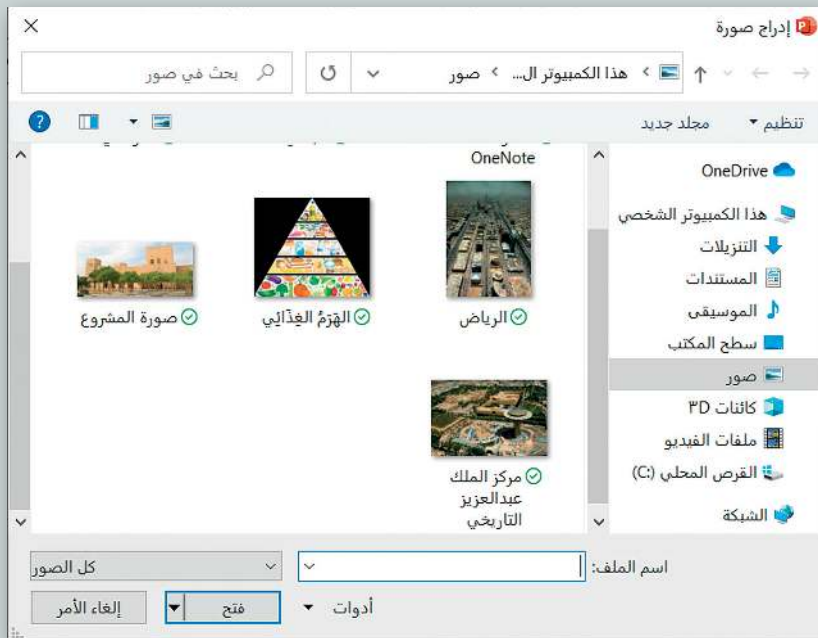 إدراج صورة
هذا الكمبيوتر ال... › صور
بحث في صور
تنظيم
مجلد جديد
OneDrive
هذا الكمبيوتر الشخصي
التنزيلات
المستندات
الموسيقى
سطح المكتب
صور
كائنات ٣D
ملفات الفيديو
القرص المحلي (C:)
الشبكة
OneNote
الرياض
الهَرَمُ الغِذَائِي
صورة المشروع
مركز الملك
عبدالعزيز
التاريخي
اسم الملف:
كل الصور
أدوات
فتح
إلغاء الأمر